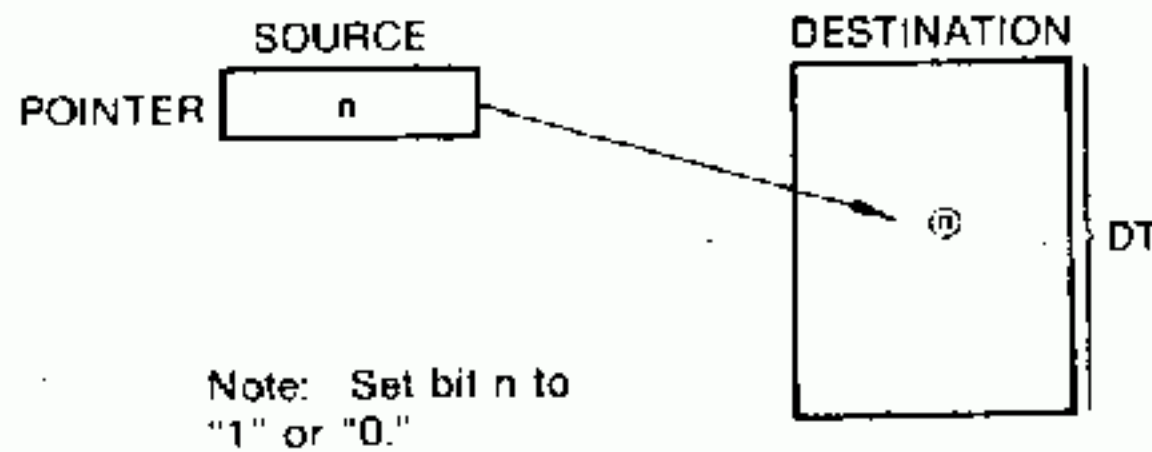 SOURCE
DESTINATION
POINTER
n
n
DT
Note: Set bit n to
"1" or "0."